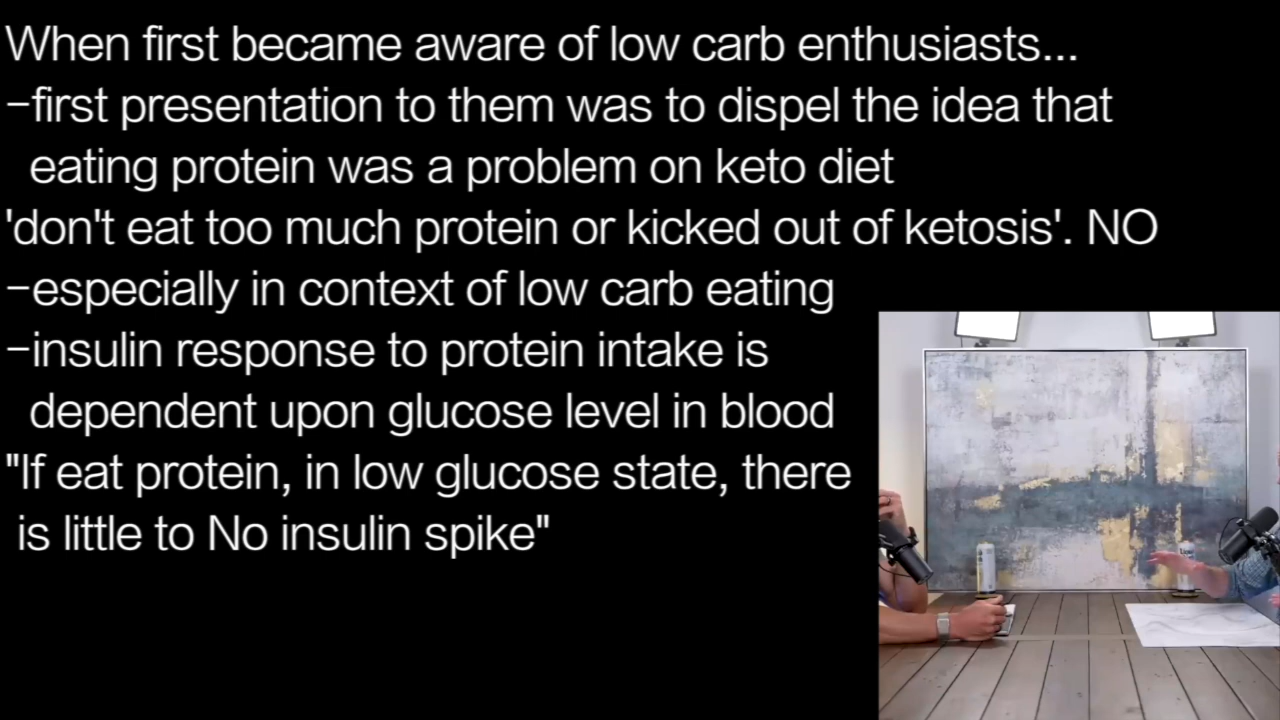 When first became aware of low carb enthusiasts...
–first presentation to them was to dispel the idea that
eating protein was a problem on keto diet
'don't eat too much protein or kicked out of ketosis'. NO
–especially in context of low carb eating
–insulin response to protein intake is
dependent upon glucose level in blood
"If eat protein, in low glucose state, there
is little to No insulin spike"